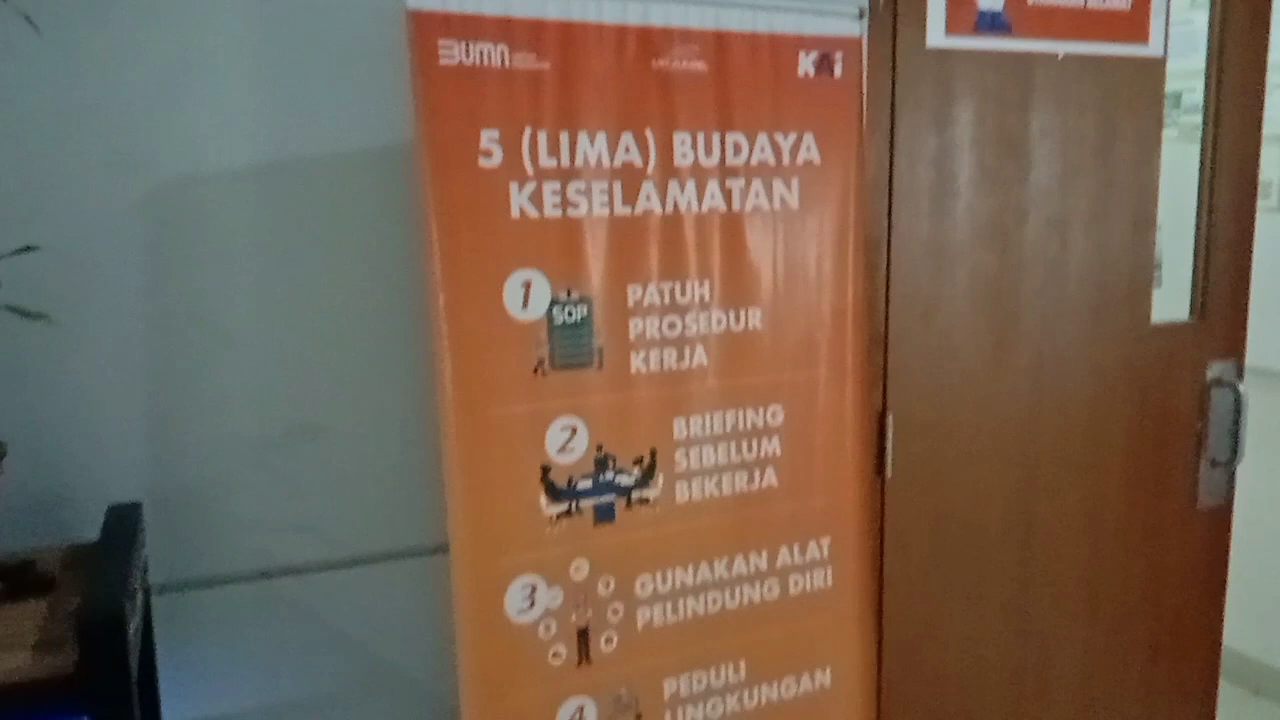 BUMN
KAI
5 (LIMA) BUDAYA
KESELAMATAN
1
SOP
PATUH
PROSEDUR
KERJA
2
BRIEFING
SEBELUM
BEKERJA
3
GUNAKAN ALAT
PELINDUNG DIRI
4
PEDULI
LINGKUNGAN